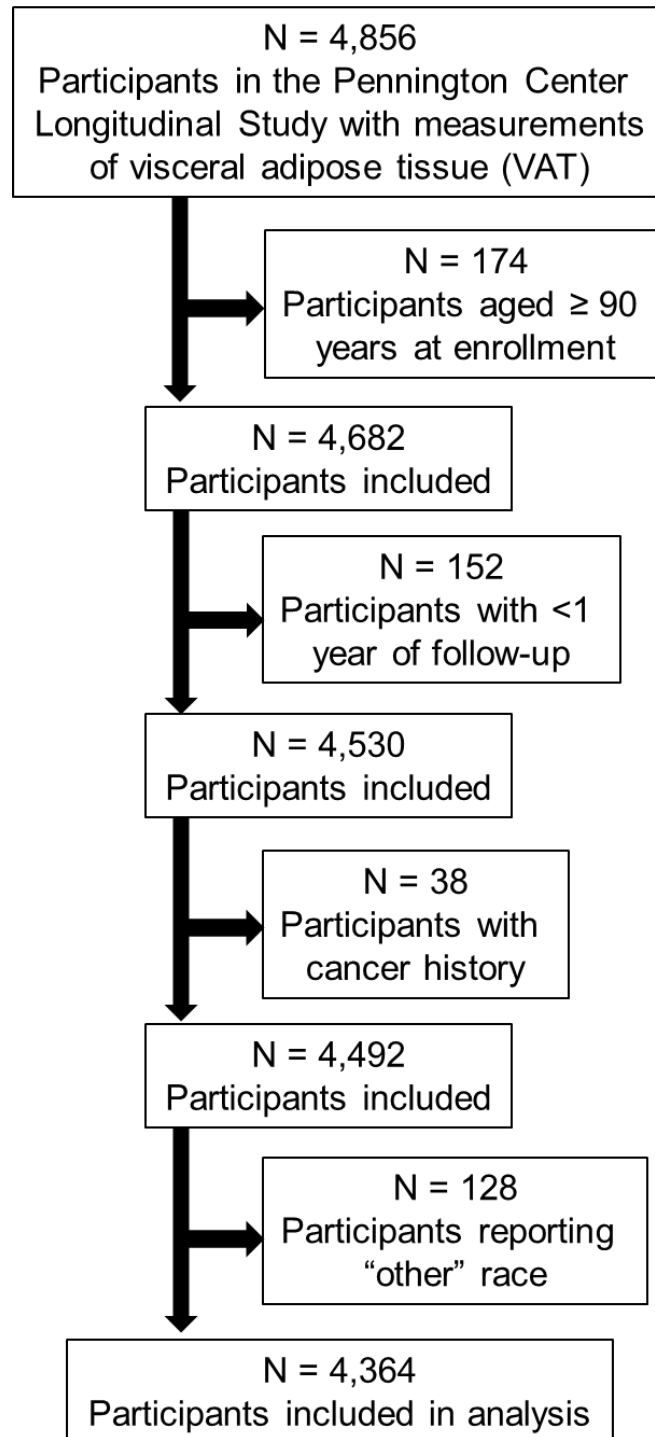 N = 4,856
Participants in the Pennington Center
Longitudinal Study with measurements
of visceral adipose tissue (VAT)
N = 174
Participants aged ≥ 90
years at enrollment
N = 4,682
Participants included
N = 152
Participants with <1
year of follow-up
N = 4,530
Participants included
N = 38
Participants with
cancer history
N = 4,492
Participants included
N = 128
Participants reporting
“other” race
N = 4,364
Participants included in analysis